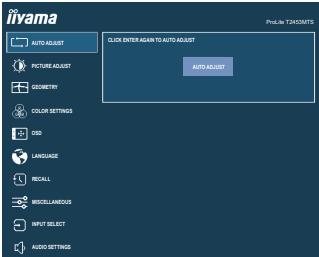 iiyama
ProLite T2453MTS
AUTO ADJUST
PICTURE ADJUST
GEOMETRY
COLOR SETTINGS
OSD
LANGUAGE
RECALL
MISCELLANEOUS
INPUT SELECT
AUDIO SETTINGS
CLICK ENTER AGAIN TO AUTO ADJUST
AUTO ADJUST